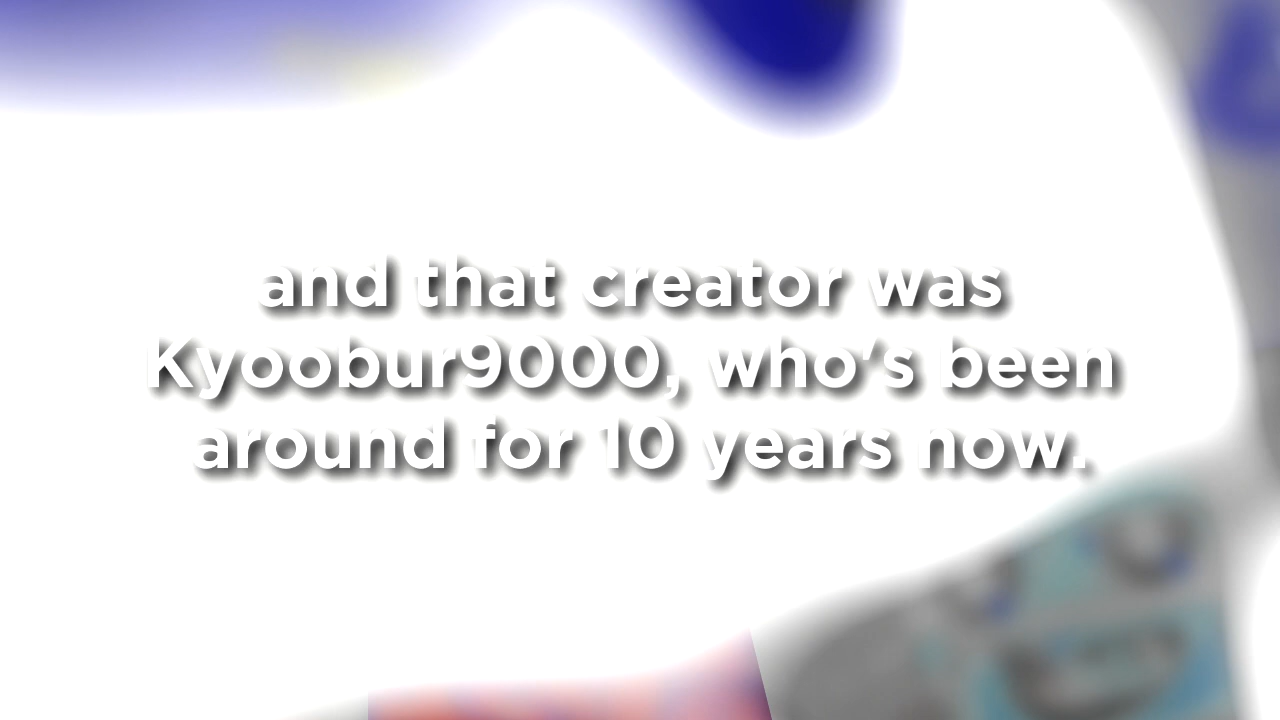 and that creator was
Kyoobur9000, who's been
around for 10 years now.